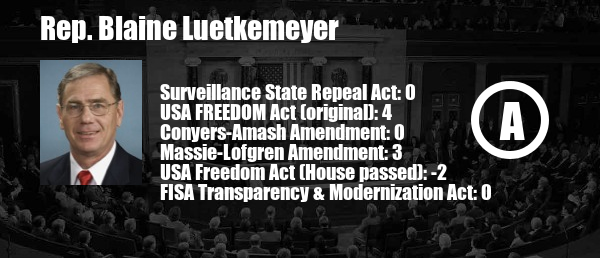 Rep. Blaine Luetkemeyer
Surveillance State Repeal Act: 0
USA FREEDOM Act (original): 4
Conyers-Amash Amendment: 0
Massie-Lofgren Amendment: 3
USA Freedom Act (House passed): -2
FISA Transparency & Modernization Act: 0
A